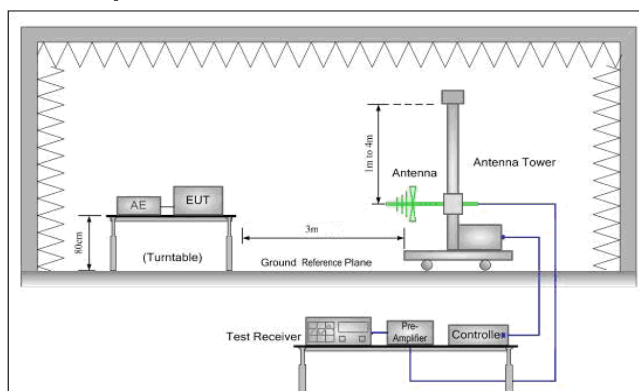 1m to 4m
Antenna
Antenna Tower
AE
EUT
3m
80cm
(Turntable)
Ground Reference Plane
Test Receiver
Pre-
Amplifier
Controller